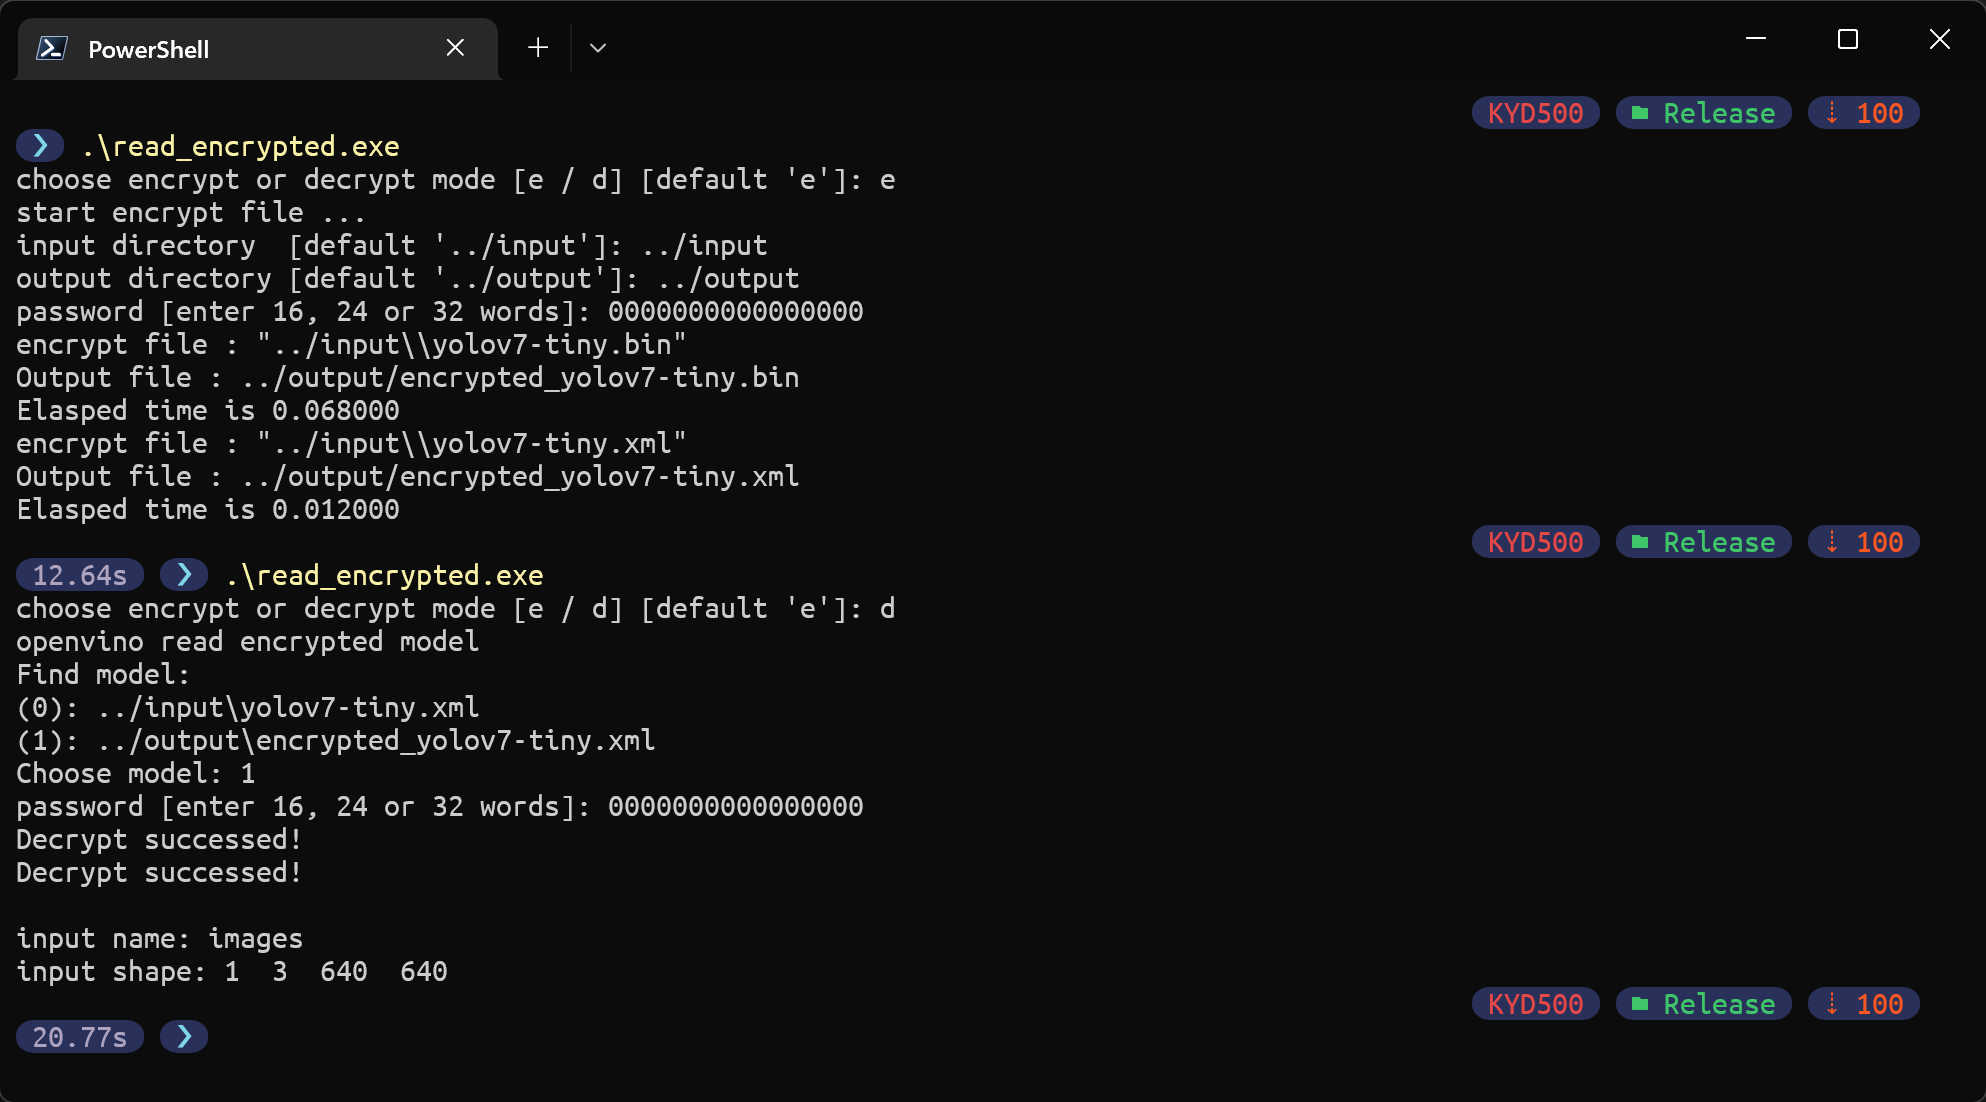 PowerShell
KYD500 Release ⇣ 100
❯ .\read_encrypted.exe
choose encrypt or decrypt mode [e / d] [default 'e']: e
start encrypt file ...
input directory  [default '../input']: ../input
output directory [default '../output']: ../output
password [enter 16, 24 or 32 words]: 0000000000000000
encrypt file : "../input\\yolov7-tiny.bin"
Output file : ../output/encrypted_yolov7-tiny.bin
Elasped time is 0.068000
encrypt file : "../input\\yolov7-tiny.xml"
Output file : ../output/encrypted_yolov7-tiny.xml
Elasped time is 0.012000
KYD500 Release ⇣ 100
12.64s ❯ .\read_encrypted.exe
choose encrypt or decrypt mode [e / d] [default 'e']: d
openvino read encrypted model
Find model:
(0): ../input\yolov7-tiny.xml
(1): ../output\encrypted_yolov7-tiny.xml
Choose model: 1
password [enter 16, 24 or 32 words]: 0000000000000000
Decrypt successed!
Decrypt successed!
input name: images
input shape: 1  3  640  640
KYD500 Release ⇣ 100
20.77s ❯